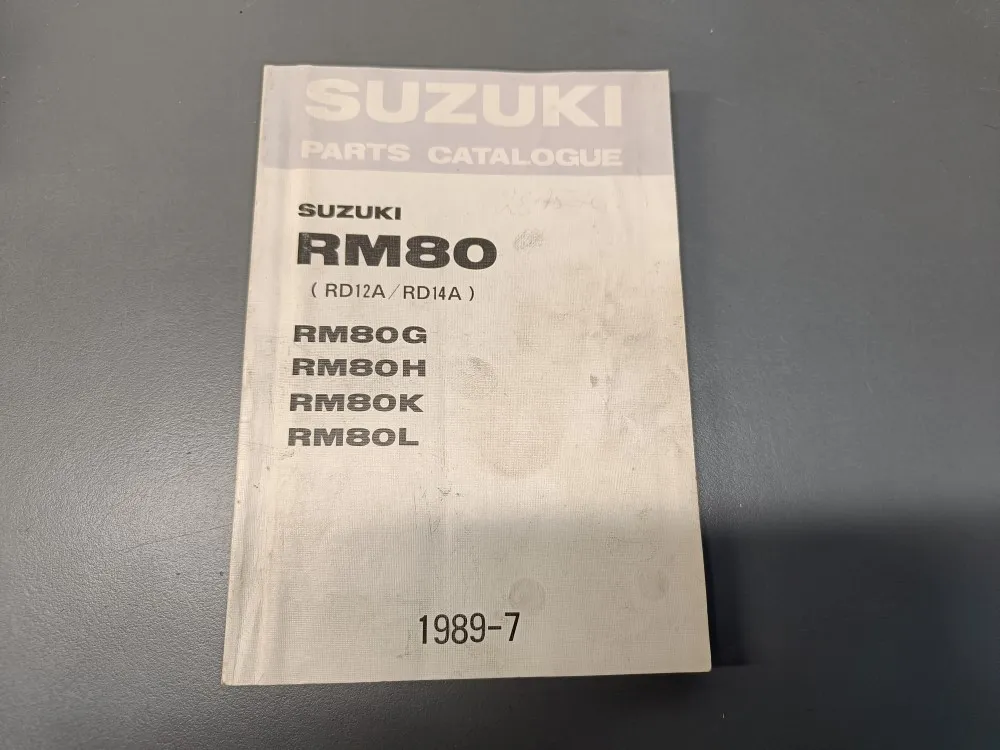 SUZUKI
PARTS CATALOGUE
SUZUKI
RM80
( RD12A/RD14A )
RM80G
RM80H
RM80K
RM80L
1989-7